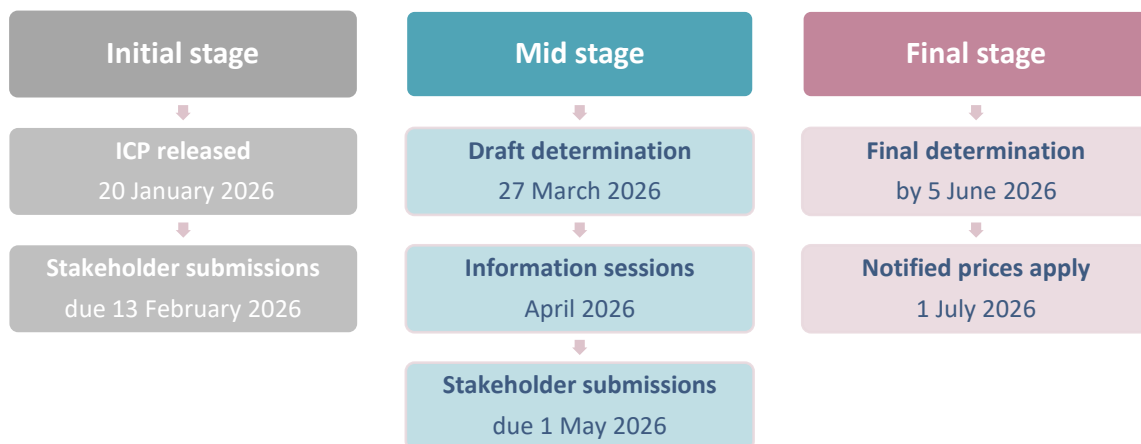 Initial stage
ICP released
20 January 2026
Stakeholder submissions
due 13 February 2026
Mid stage
Draft determination
27 March 2026
Information sessions
April 2026
Stakeholder submissions
due 1 May 2026
Final stage
Final determination
by 5 June 2026
Notified prices apply
1 July 2026